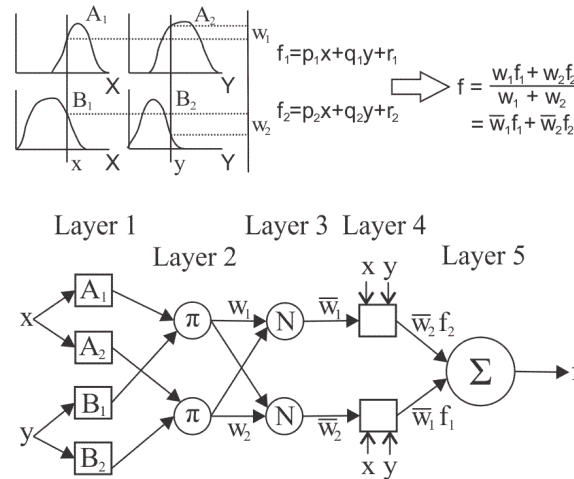 A₁
A₂
w₁
X
Y
f₁=p₁x+q₁y+r₁
B₁
B₂
w₂
x
X
y
Y
f₂=p₂x+q₂y+r₂
f = w₁f₁ + w₂f₂ / w₁ + w₂
= w̅₁f₁ + w̅₂f₂
Layer 1
Layer 2
Layer 3
Layer 4
Layer 5
x
A₁
A₂
y
B₁
B₂
π
π
w₁
w₂
N
N
w̅₁
w̅₂
x y
x y
w̅₂ f₂
w̅₁ f₁
Σ